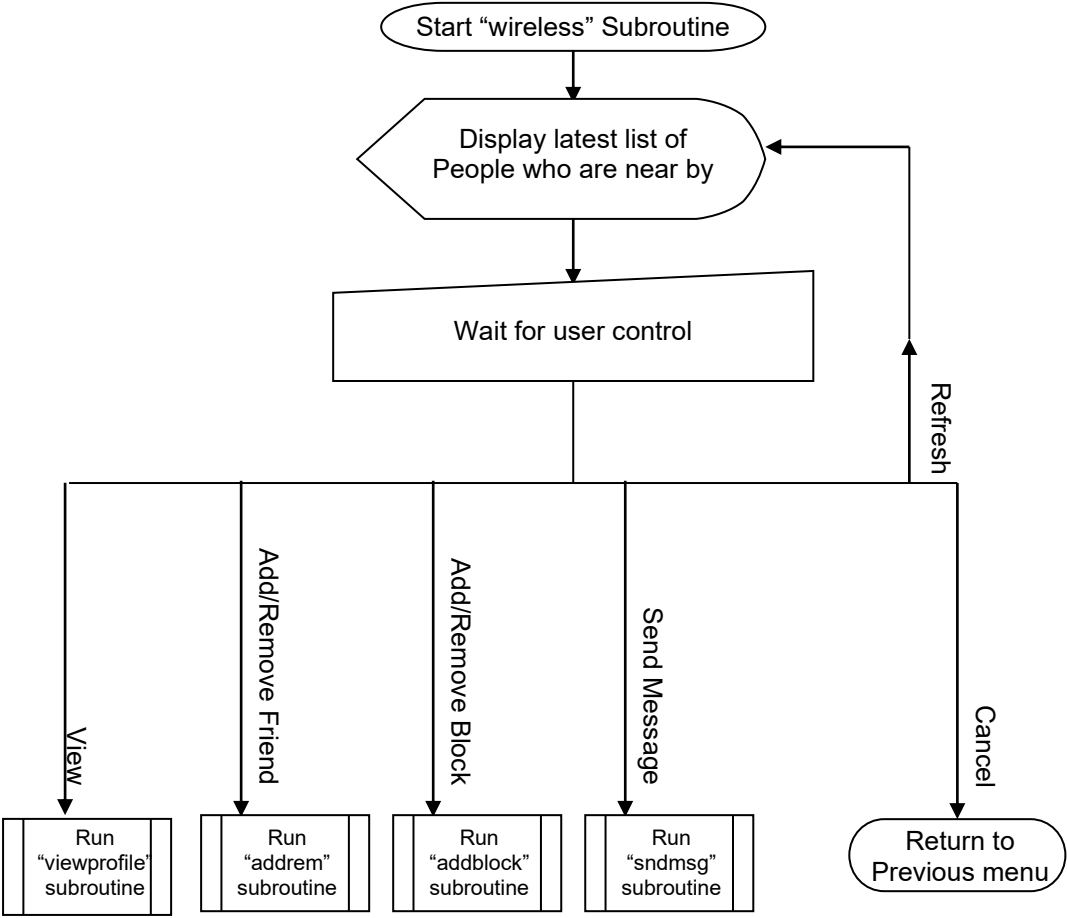 Start “wireless” Subroutine
Display latest list of
People who are near by
Wait for user control
Refresh
View
Add/Remove Friend
Add/Remove Block
Send Message
Cancel
Run
“viewprofile”
subroutine
Run
“addrem”
subroutine
Run
“addblock”
subroutine
Run
“sndmsg”
subroutine
Return to
Previous menu